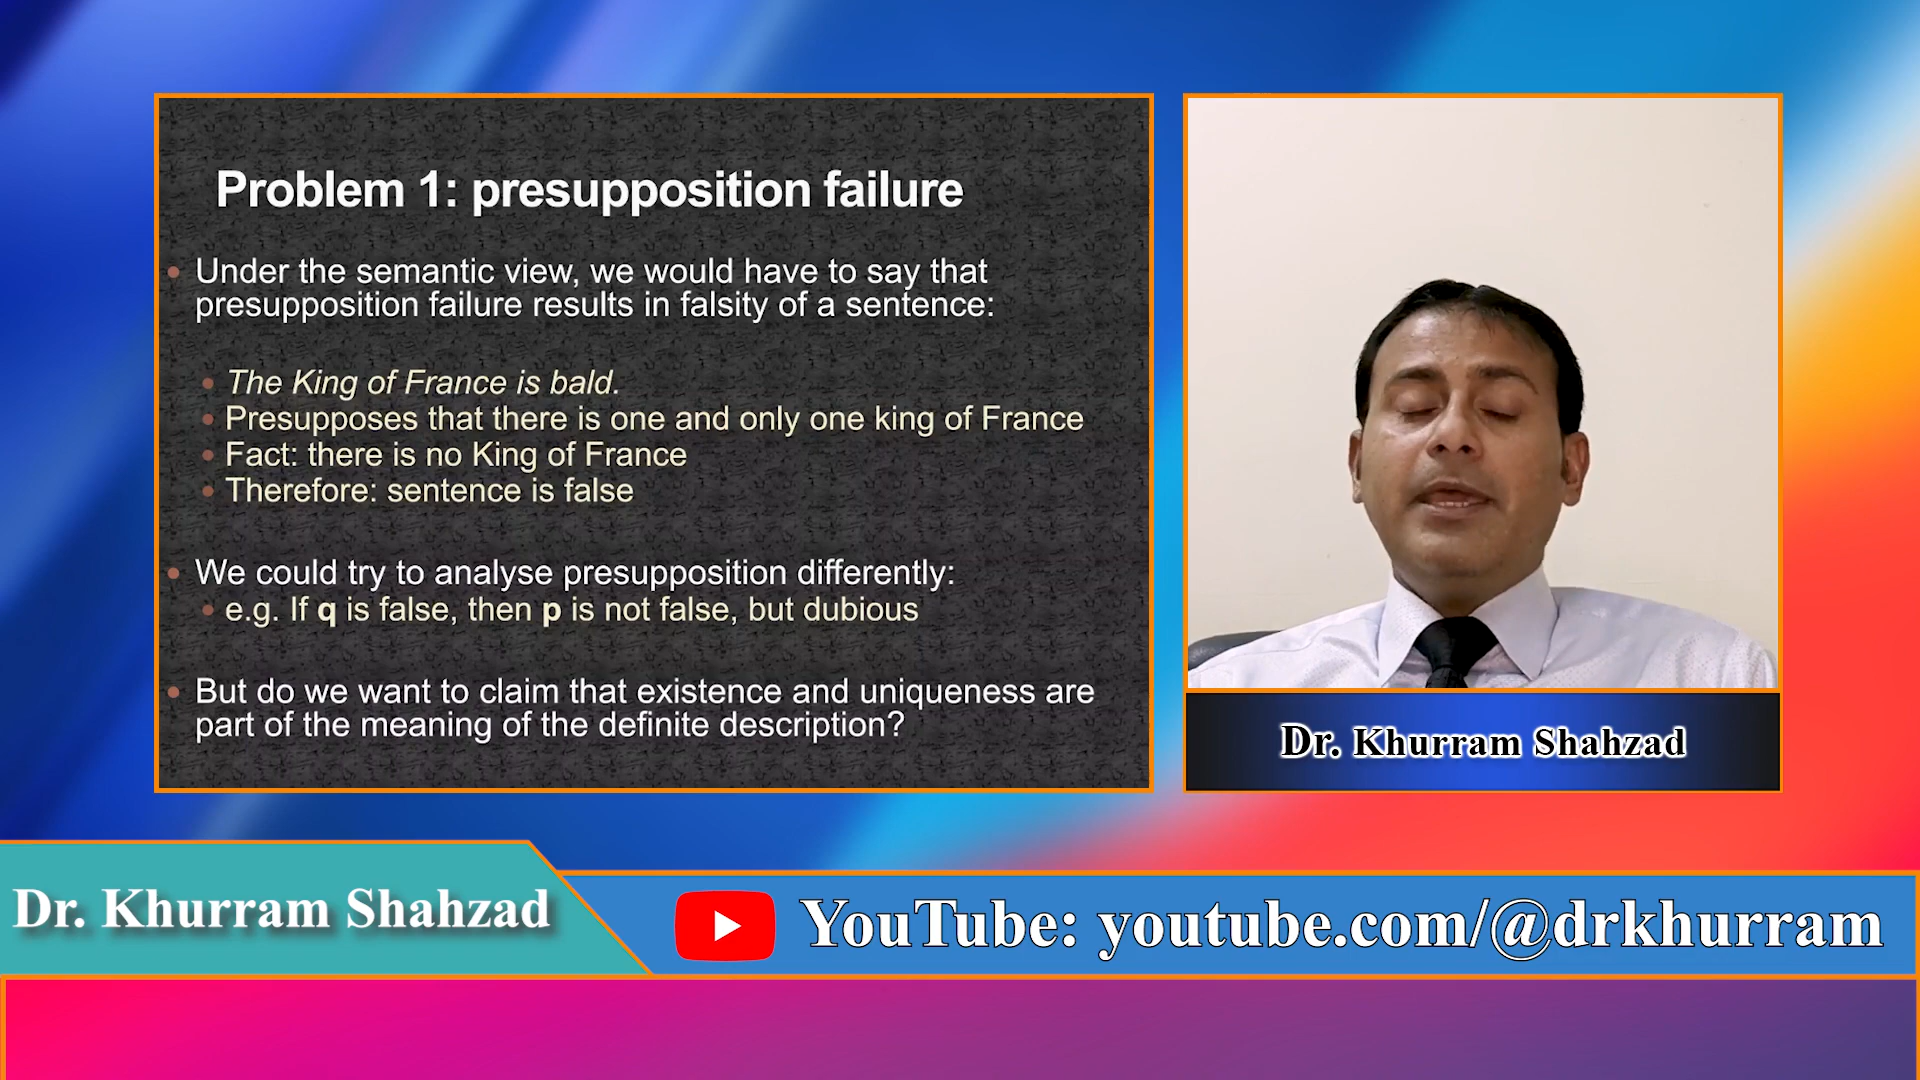 Problem 1: presupposition failure
• Under the semantic view, we would have to say that
presupposition failure results in falsity of a sentence:
• The King of France is bald.
• Presupposes that there is one and only one king of France
• Fact: there is no King of France
• Therefore: sentence is false
• We could try to analyse presupposition differently:
• e.g. If q is false, then p is not false, but dubious
• But do we want to claim that existence and uniqueness are
part of the meaning of the definite description?
Dr. Khurram Shahzad
Dr. Khurram Shahzad
YouTube: youtube.com/@drkhurram